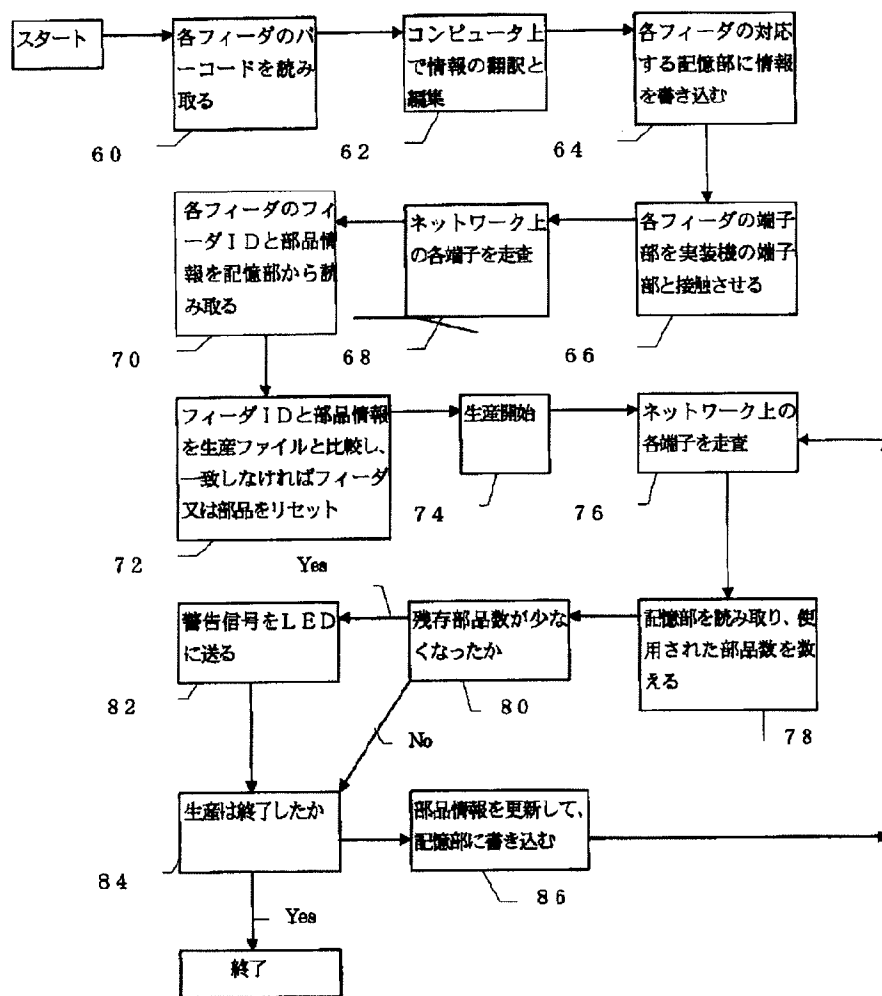 スタート
各フィーダのバ
ーコードを読み
取る
コンピュータ上
で情報の翻訳と
編集
各フィーダの対応
する記憶部に情報
を書き込む
60
62
64
各フィーダのフィ
ーダIDと部品情
報を記憶部から読
み取る
ネットワーク上
の各端子を走査
各フィーダの端子
部を実装機の端子
部と接触させる
70
68
66
フィーダIDと部品情報
を生産ファイルと比較し、
一致しなければフィーダ
又は部品をリセット
生産開始
ネットワーク上の
各端子を走査
72
74
76
Yes
警告信号をLED
に送る
残存部品数が少な
くなったか
記憶部を読み取り、使
用された部品数を数
える
82
80
78
No
生産は終了したか
部品情報を更新して、
記憶部に書き込む
84
86
Yes
終了